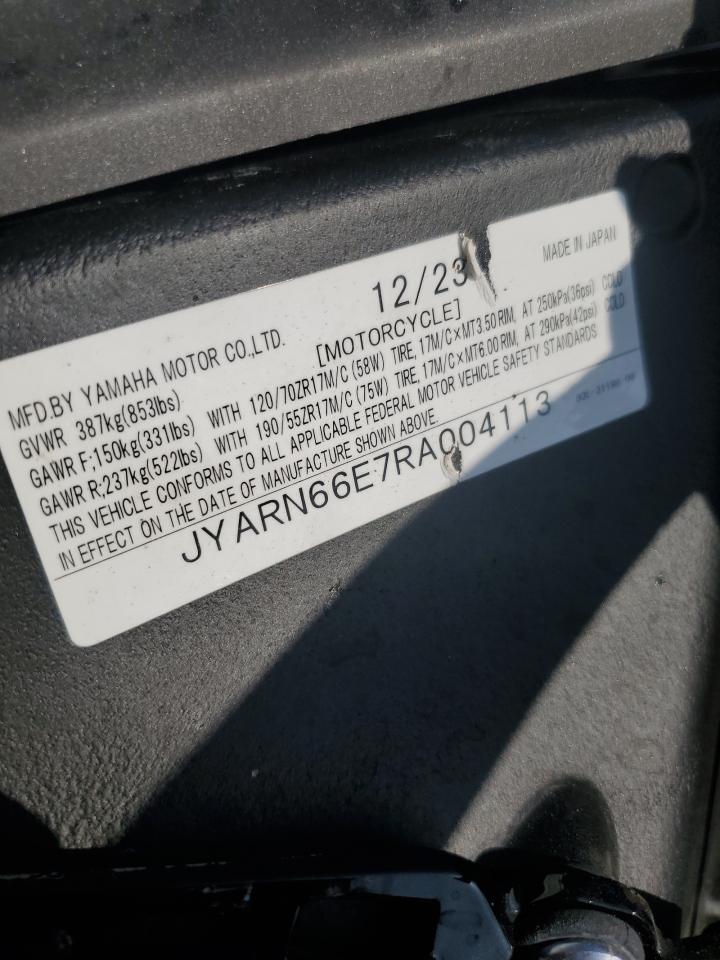 MFD.BY YAMAHA MOTOR CO.,LTD. 12/23 MADE IN JAPAN
GVWR 387kg(853lbs) [MOTORCYCLE]
GAWR F;150kg(331lbs) WITH 120/70ZR17M/C (58W) TIRE, 17M/C×MT3.50 RIM, AT 250kPa(36psi) COLD
GAWR R;237kg(522lbs) WITH 190/55ZR17M/C (75W) TIRE, 17M/C×MT6.00 RIM, AT 290kPa(42psi) COLD
THIS VEHICLE CONFORMS TO ALL APPLICABLE FEDERAL MOTOR VEHICLE SAFETY STANDARDS
IN EFFECT ON THE DATE OF MANUFACTURE SHOWN ABOVE.
JYARN66E7RA004113